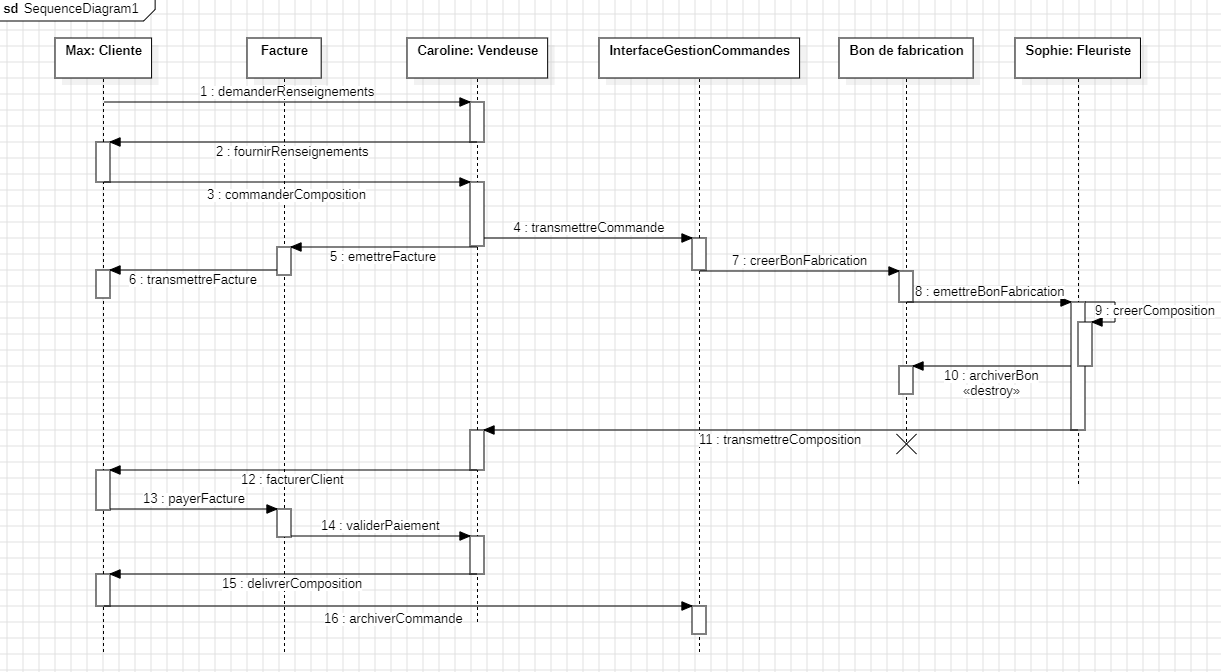 sd SequenceDiagram1
Max: Cliente
Facture
Caroline: Vendeuse
InterfaceGestionCommandes
Bon de fabrication
Sophie: Fleuriste
1 : demanderRenseignements
2 : fournirRenseignements
3 : commanderComposition
4 : transmettreCommande
5 : emettreFacture
6 : transmettreFacture
7 : creerBonFabrication
8 : emettreBonFabrication
9 : creerComposition
10 : archiverBon
«destroy»
11 : transmettreComposition
12 : facturerClient
13 : payerFacture
14 : validerPaiement
15 : delivrerComposition
16 : archiverCommande